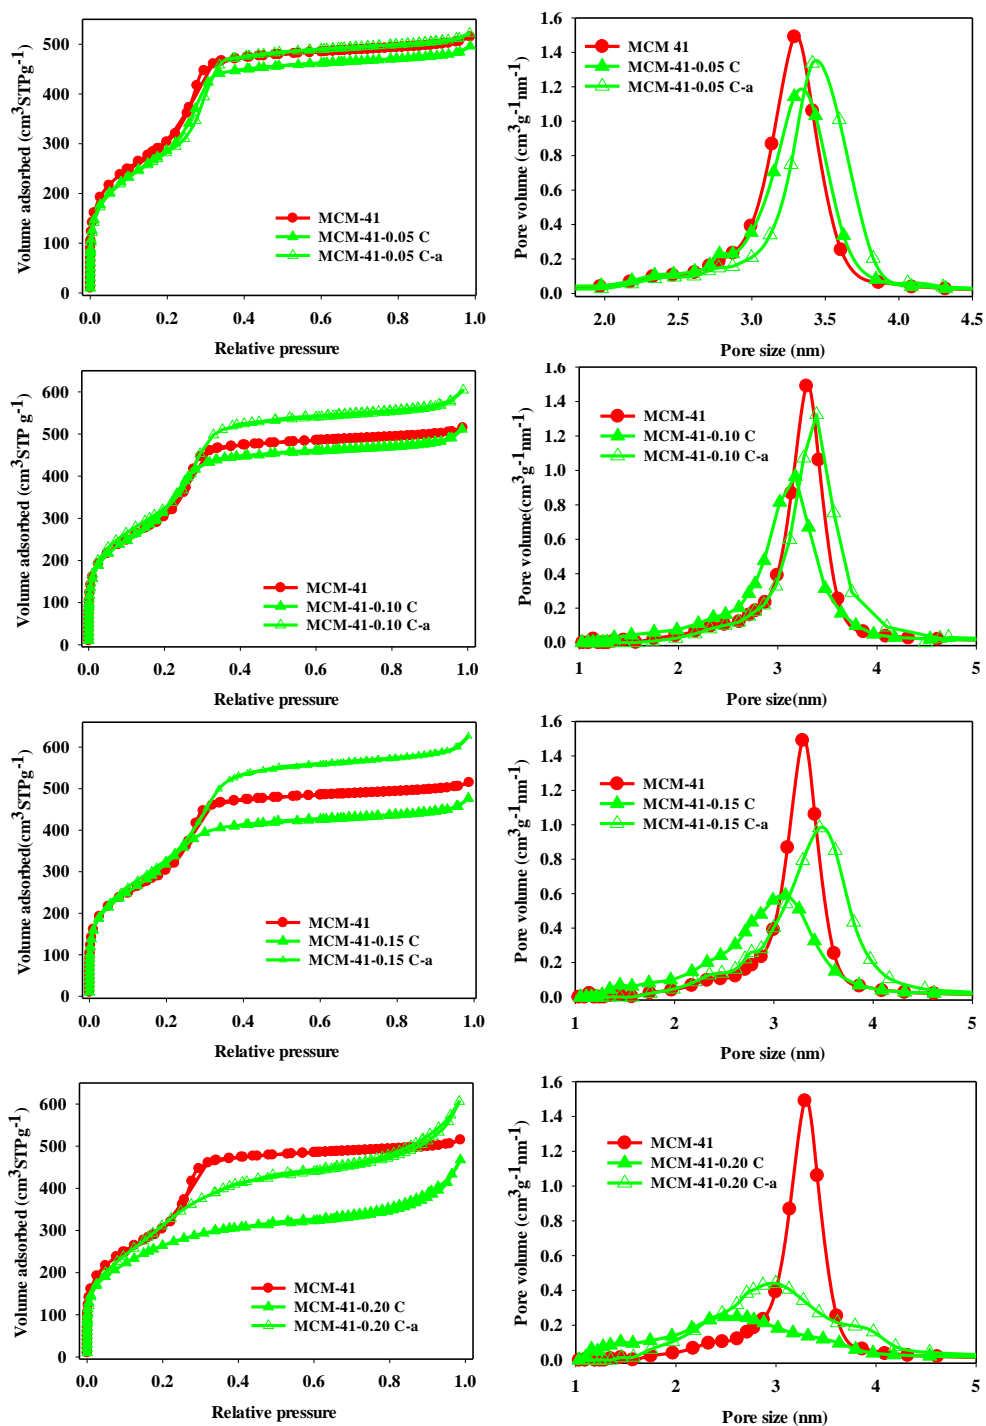 Volume adsorbed (cm³STPg⁻¹)
500
400
300
200
100
0
MCM-41
MCM-41-0.05 C
MCM-41-0.05 C-a
0.0 0.2 0.4 0.6 0.8 1.0
Relative pressure
Pore volume (cm³g⁻¹nm⁻¹)
1.6
1.4
1.2
1.0
0.8
0.6
0.4
0.2
0.0
MCM 41
MCM-41-0.05 C
MCM-41-0.05 C-a
2.0 2.5 3.0 3.5 4.0 4.5
Pore size (nm)
Volume adsorbed (cm³STP g⁻¹)
600
500
400
300
200
100
0
MCM-41
MCM-41-0.10 C
MCM-41-0.10 C-a
0.0 0.2 0.4 0.6 0.8 1.0
Relative pressure
Pore volume(cm³g⁻¹nm⁻¹)
1.6
1.4
1.2
1.0
0.8
0.6
0.4
0.2
0.0
MCM-41
MCM-41-0.10 C
MCM-41-0.10 C-a
1 2 3 4 5
Pore size(nm)
Volume adsorbed(cm³STPg⁻¹)
600
500
400
300
200
100
0
MCM-41
MCM-41-0.15 C
MCM-41-0.15 C-a
0.0 0.2 0.4 0.6 0.8 1.0
Relative pressure
Pore volume (cm³g⁻¹nm⁻¹)
1.6
1.4
1.2
1.0
0.8
0.6
0.4
0.2
0.0
MCM-41
MCM-41-0.15 C
MCM-41-0.15 C-a
1 2 3 4 5
Pore size (nm)
Volume adsorbed (cm³STPg⁻¹)
600
500
400
300
200
100
0
MCM-41
MCM-41-0.20 C
MCM-41-0.20 C-a
0.0 0.2 0.4 0.6 0.8 1.0
Relative pressure
Pore volume (cm³g⁻¹nm⁻¹)
1.6
1.4
1.2
1.0
0.8
0.6
0.4
0.2
0.0
MCM-41
MCM-41-0.20 C
MCM-41-0.20 C-a
1 2 3 4 5
Pore size (nm)